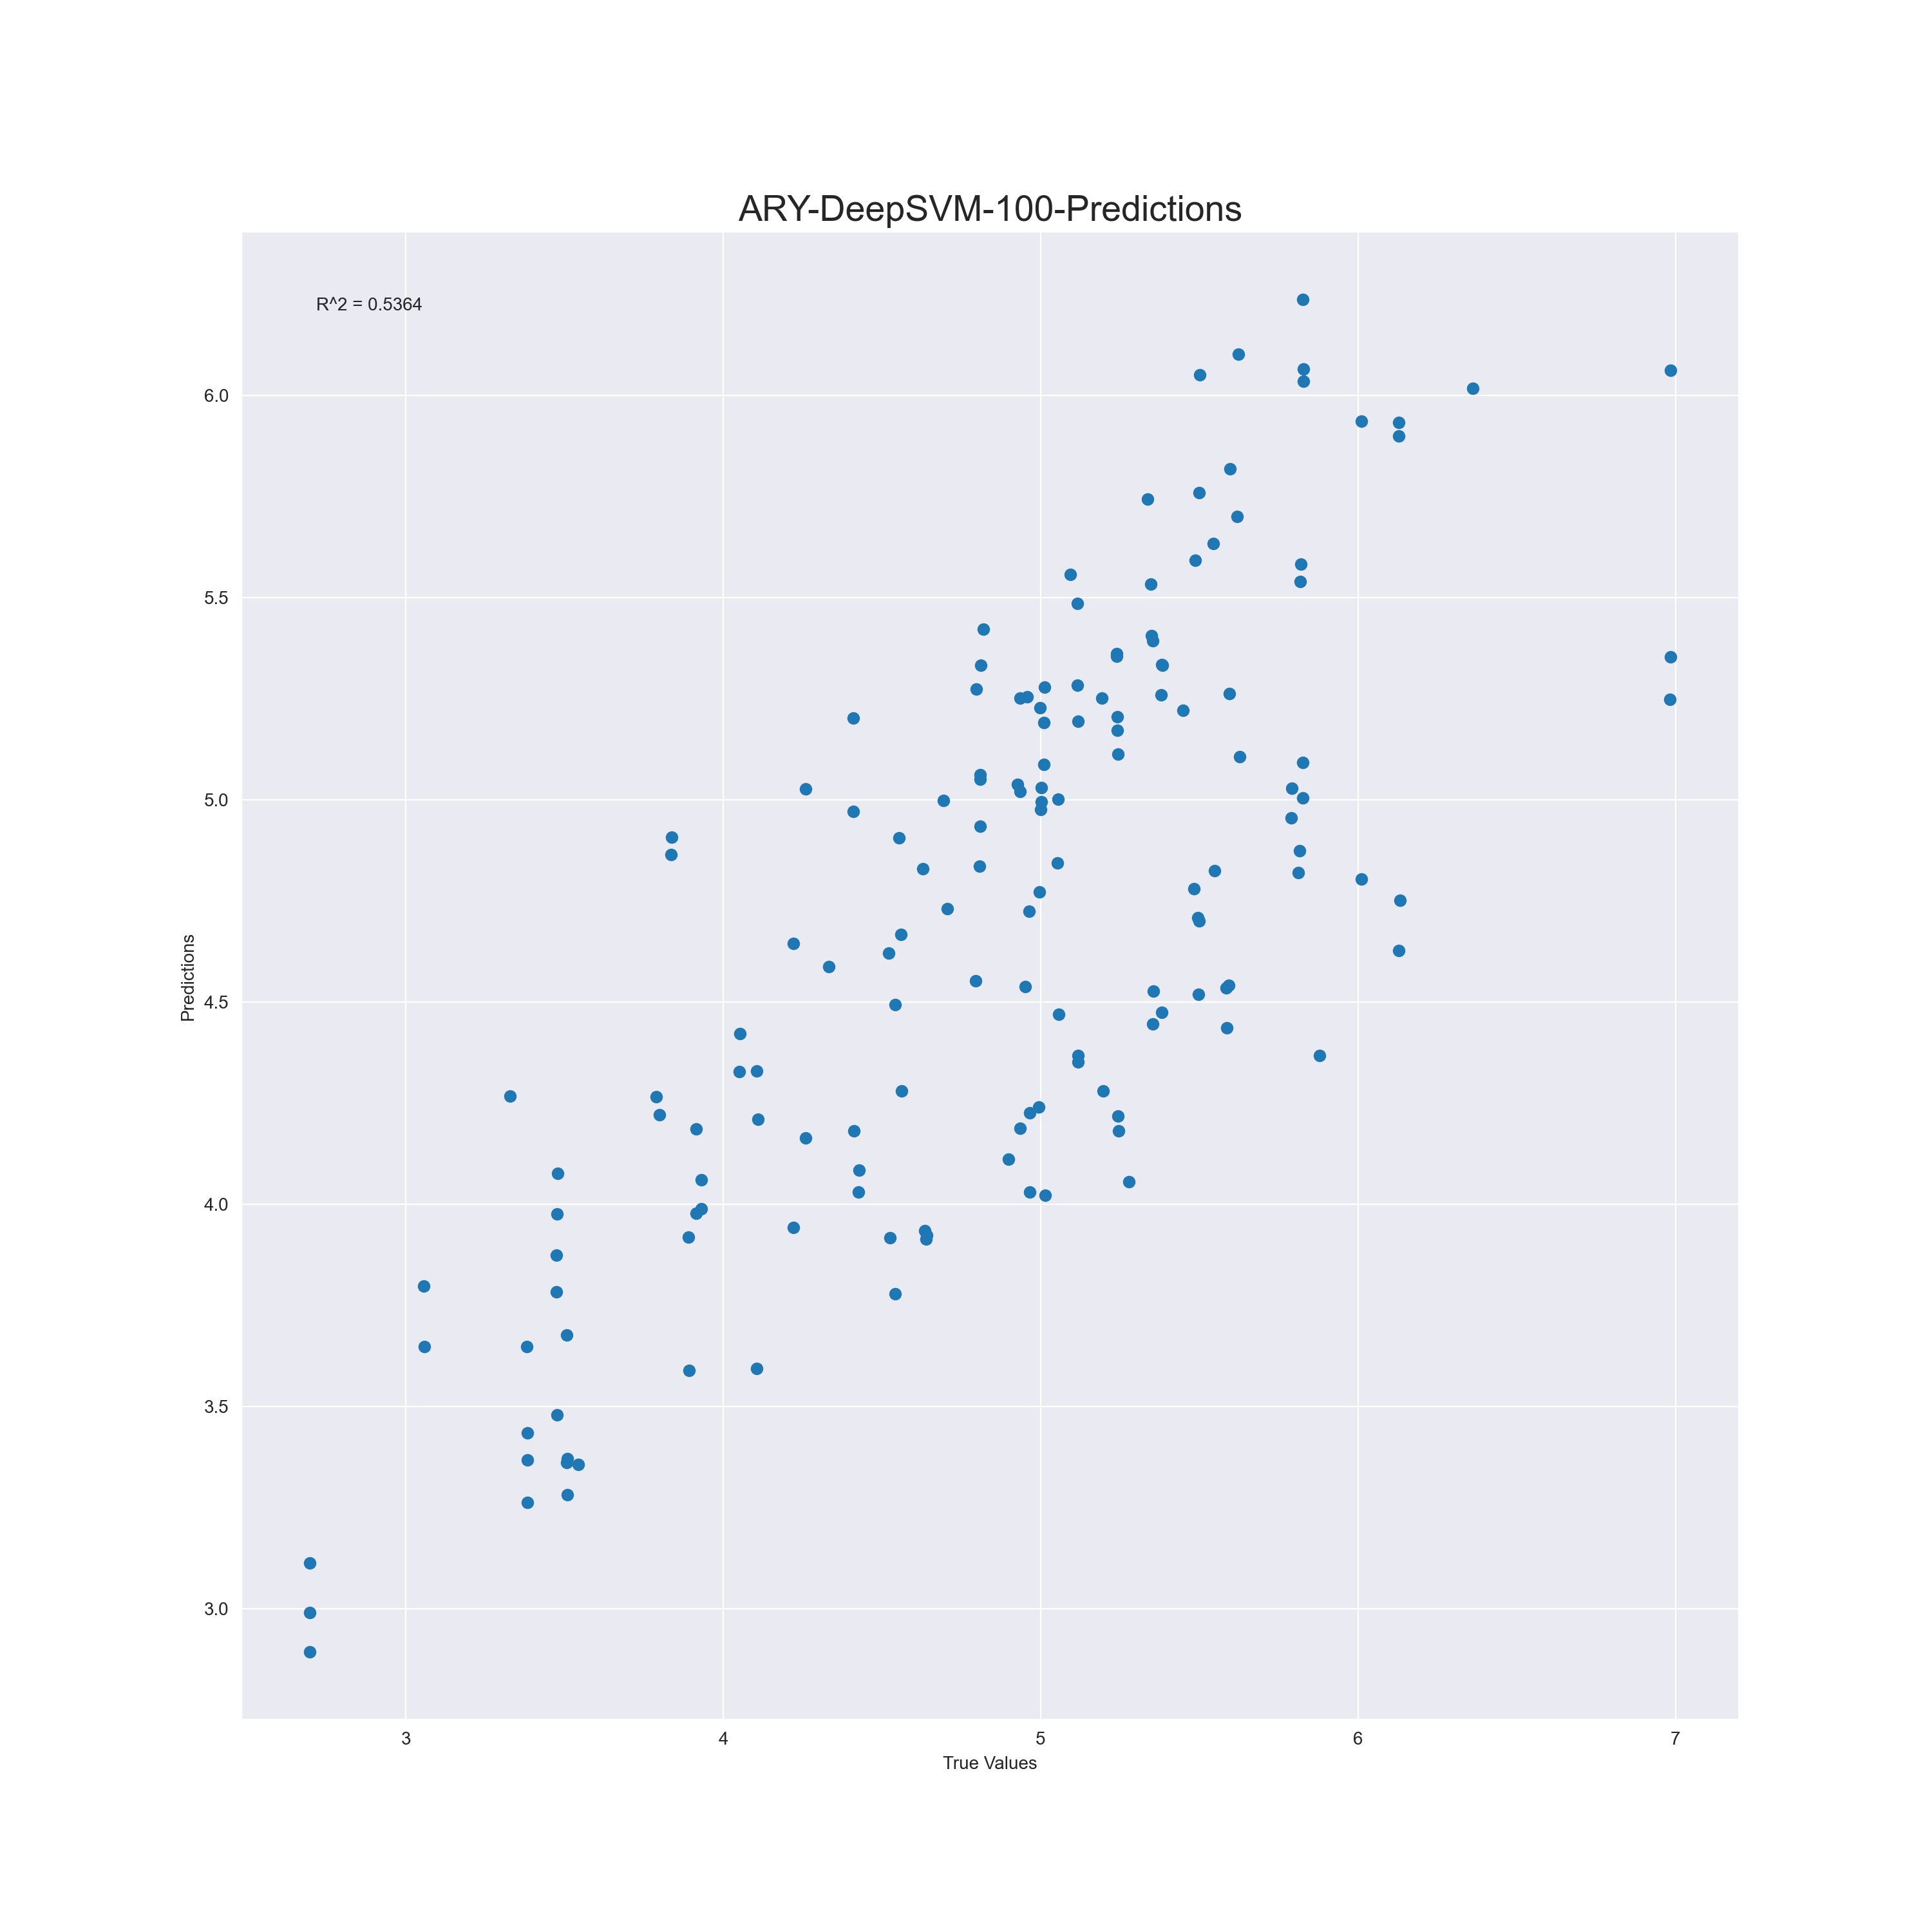 ARY-DeepSVM-100-Predictions
R^2 = 0.5364
6.0
5.5
5.0
4.5
4.0
3.5
3.0
Predictions
3 4 5 6 7
True Values